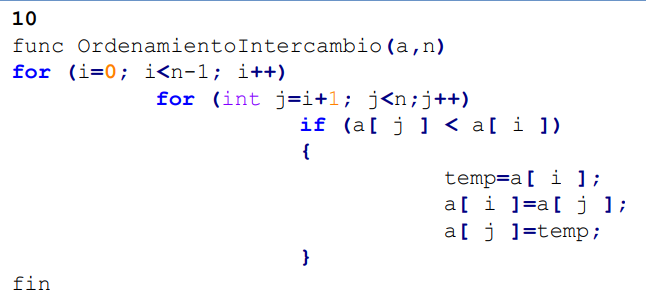 10
func OrdenamientoIntercambio(a,n)
for (i=0; i<n-1; i++)
for (int j=i+1; j<n;j++)
if (a[ j ] < a[ i ])
{
temp=a[ i ];
a[ i ]=a[ j ];
a[ j ]=temp;
}
fin